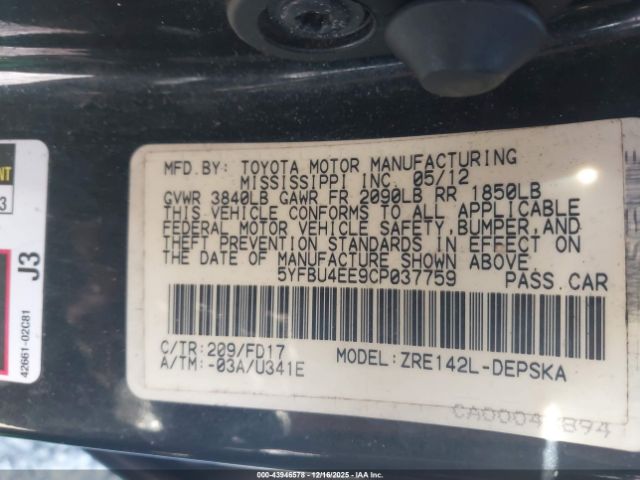 MFD.BY: TOYOTA MOTOR MANUFACTURING
MISSISSIPPI INC. 05/12
GVWR 3840LB GAWR FR 2090LB RR 1850LB
THIS VEHICLE CONFORMS TO ALL APPLICABLE
FEDERAL MOTOR VEHICLE SAFETY,BUMPER,AND
THEFT PREVENTION STANDARDS IN EFFECT ON
THE DATE OF MANUFACTURE SHOWN ABOVE.
5YFBU4EE9CP037759 PASS.CAR
C/TR:209/FD17
A/TM:-03A/U341E
MODEL:ZRE142L-DEPSKA
J3
42661-02C81
000-43946578 - 12/16/2025 - IAAI.COM